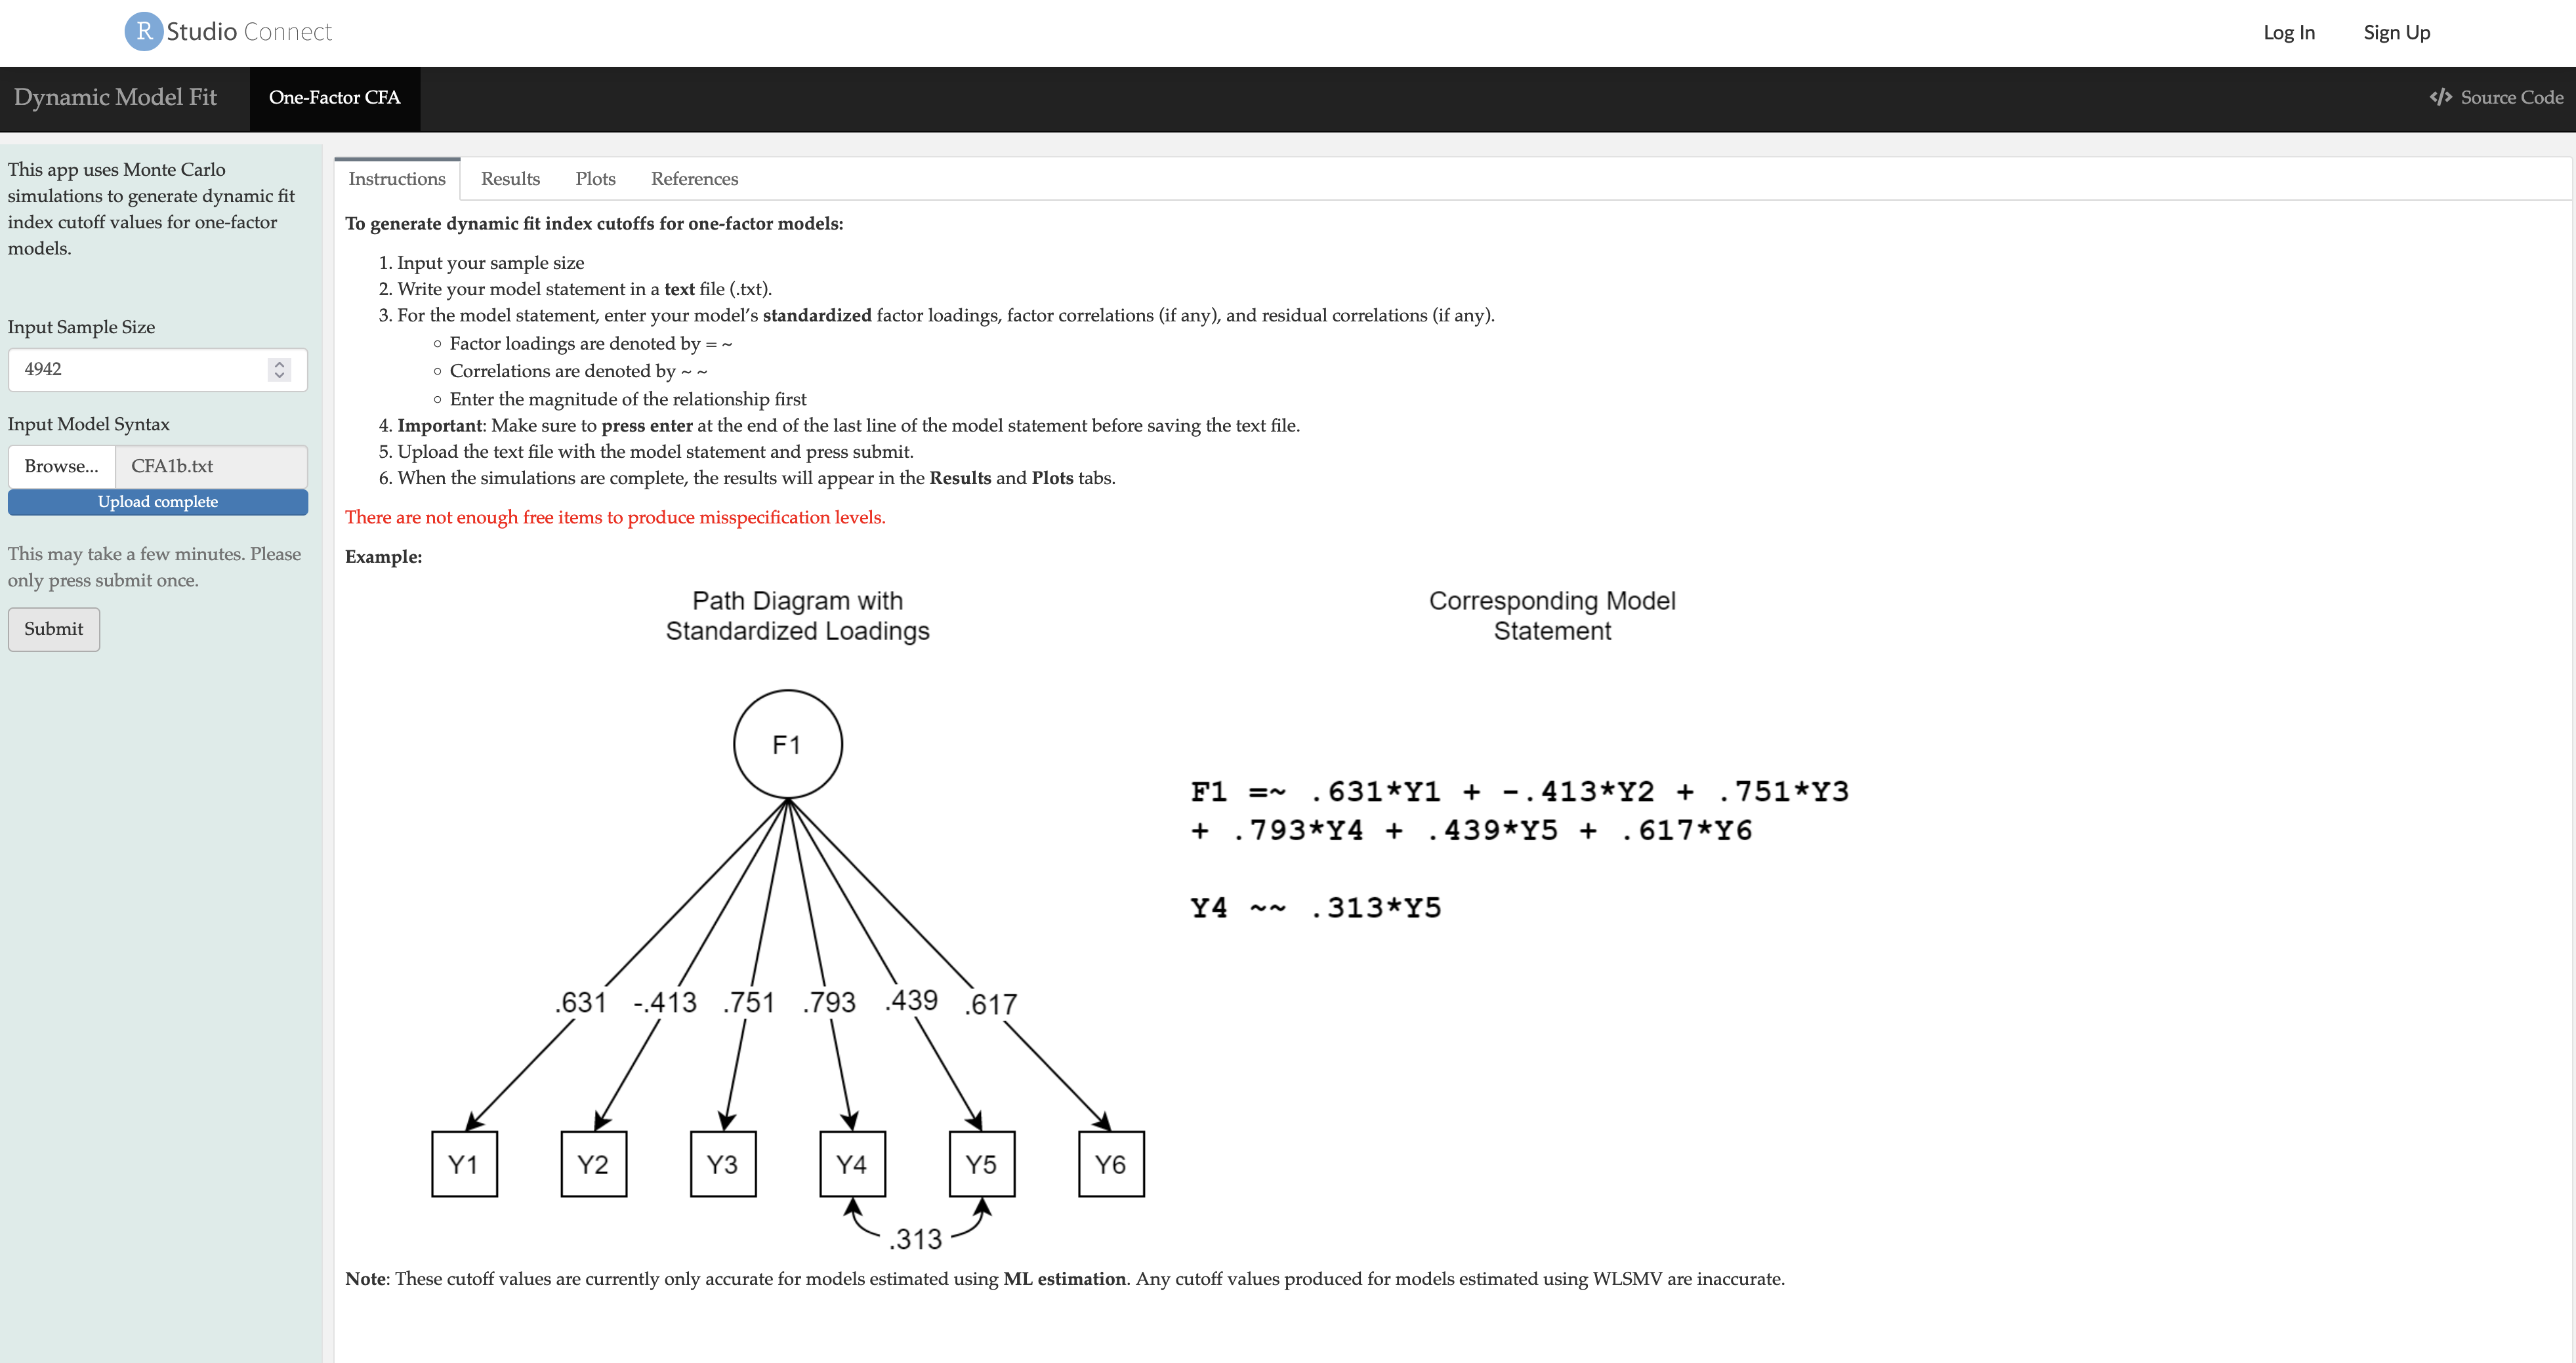 R Studio Connect
Log In
Sign Up
Dynamic Model Fit
One-Factor CFA
</> Source Code
This app uses Monte Carlo
simulations to generate dynamic fit
index cutoff values for one-factor
models.
Input Sample Size
4942
Input Model Syntax
Browse...
CFA1b.txt
Upload complete
This may take a few minutes. Please
only press submit once.
Submit
Instructions
Results
Plots
References
To generate dynamic fit index cutoffs for one-factor models:
1. Input your sample size
2. Write your model statement in a text file (.txt).
3. For the model statement, enter your model's standardized factor loadings, factor correlations (if any), and residual correlations (if any).
Factor loadings are denoted by = ~
Correlations are denoted by ~ ~
Enter the magnitude of the relationship first
4. Important: Make sure to press enter at the end of the last line of the model statement before saving the text file.
5. Upload the text file with the model statement and press submit.
6. When the simulations are complete, the results will appear in the Results and Plots tabs.
There are not enough free items to produce misspecification levels.
Example:
Path Diagram with
Standardized Loadings
F1
.631 -.413 .751 .793 .439 .617
Y1 Y2 Y3 Y4 Y5 Y6
.313
Corresponding Model
Statement
F1 =~ .631*Y1 + -.413*Y2 + .751*Y3
+ .793*Y4 + .439*Y5 + .617*Y6
Y4 ~~ .313*Y5
Note: These cutoff values are currently only accurate for models estimated using ML estimation. Any cutoff values produced for models estimated using WLSMV are inaccurate.